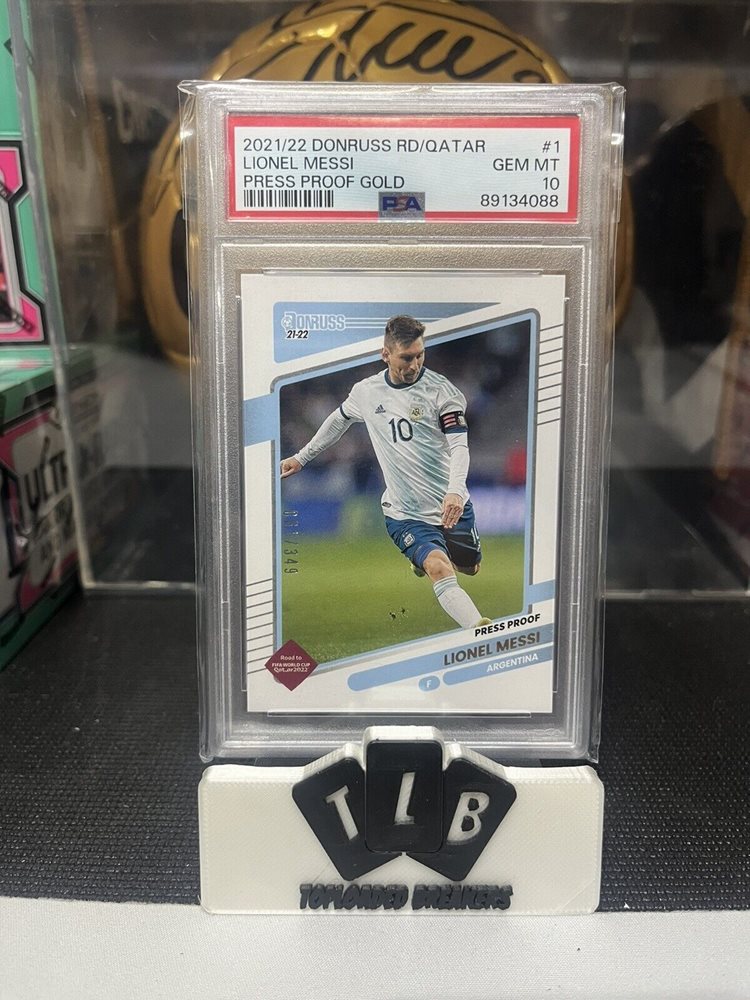 2021/22 DONRUSS RD/QATAR #1
LIONEL MESSI GEM MT
PRESS PROOF GOLD 10
PSA 89134088
DONRUSS
21-22
10
PRESS PROOF
LIONEL MESSI
ARGENTINA
F
Road to
FIFA WORLD CUP
Qatar2022
TLB
TOPLOADED BREAKERS